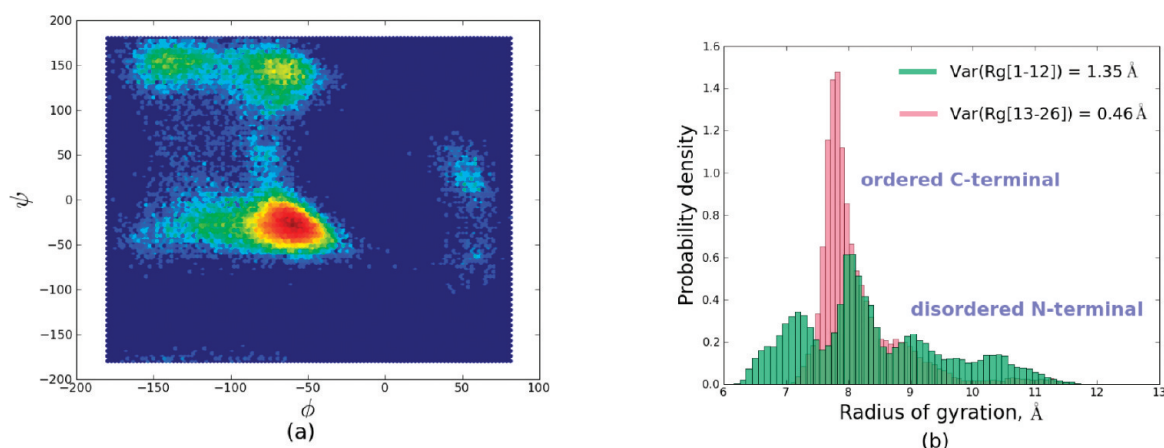 200
150
100
50
0
−50
−100
−150
−200
ψ
−200 −150 −100 −50 0 50 100
ϕ
(a)
1.6
1.4
1.2
1.0
0.8
0.6
0.4
0.2
0.0
Probability density
Var(Rg[1-12]) = 1.35 Å
Var(Rg[13-26]) = 0.46 Å
ordered C-terminal
disordered N-terminal
6 7 8 9 10 11 12 13
Radius of gyration, Å
(b)